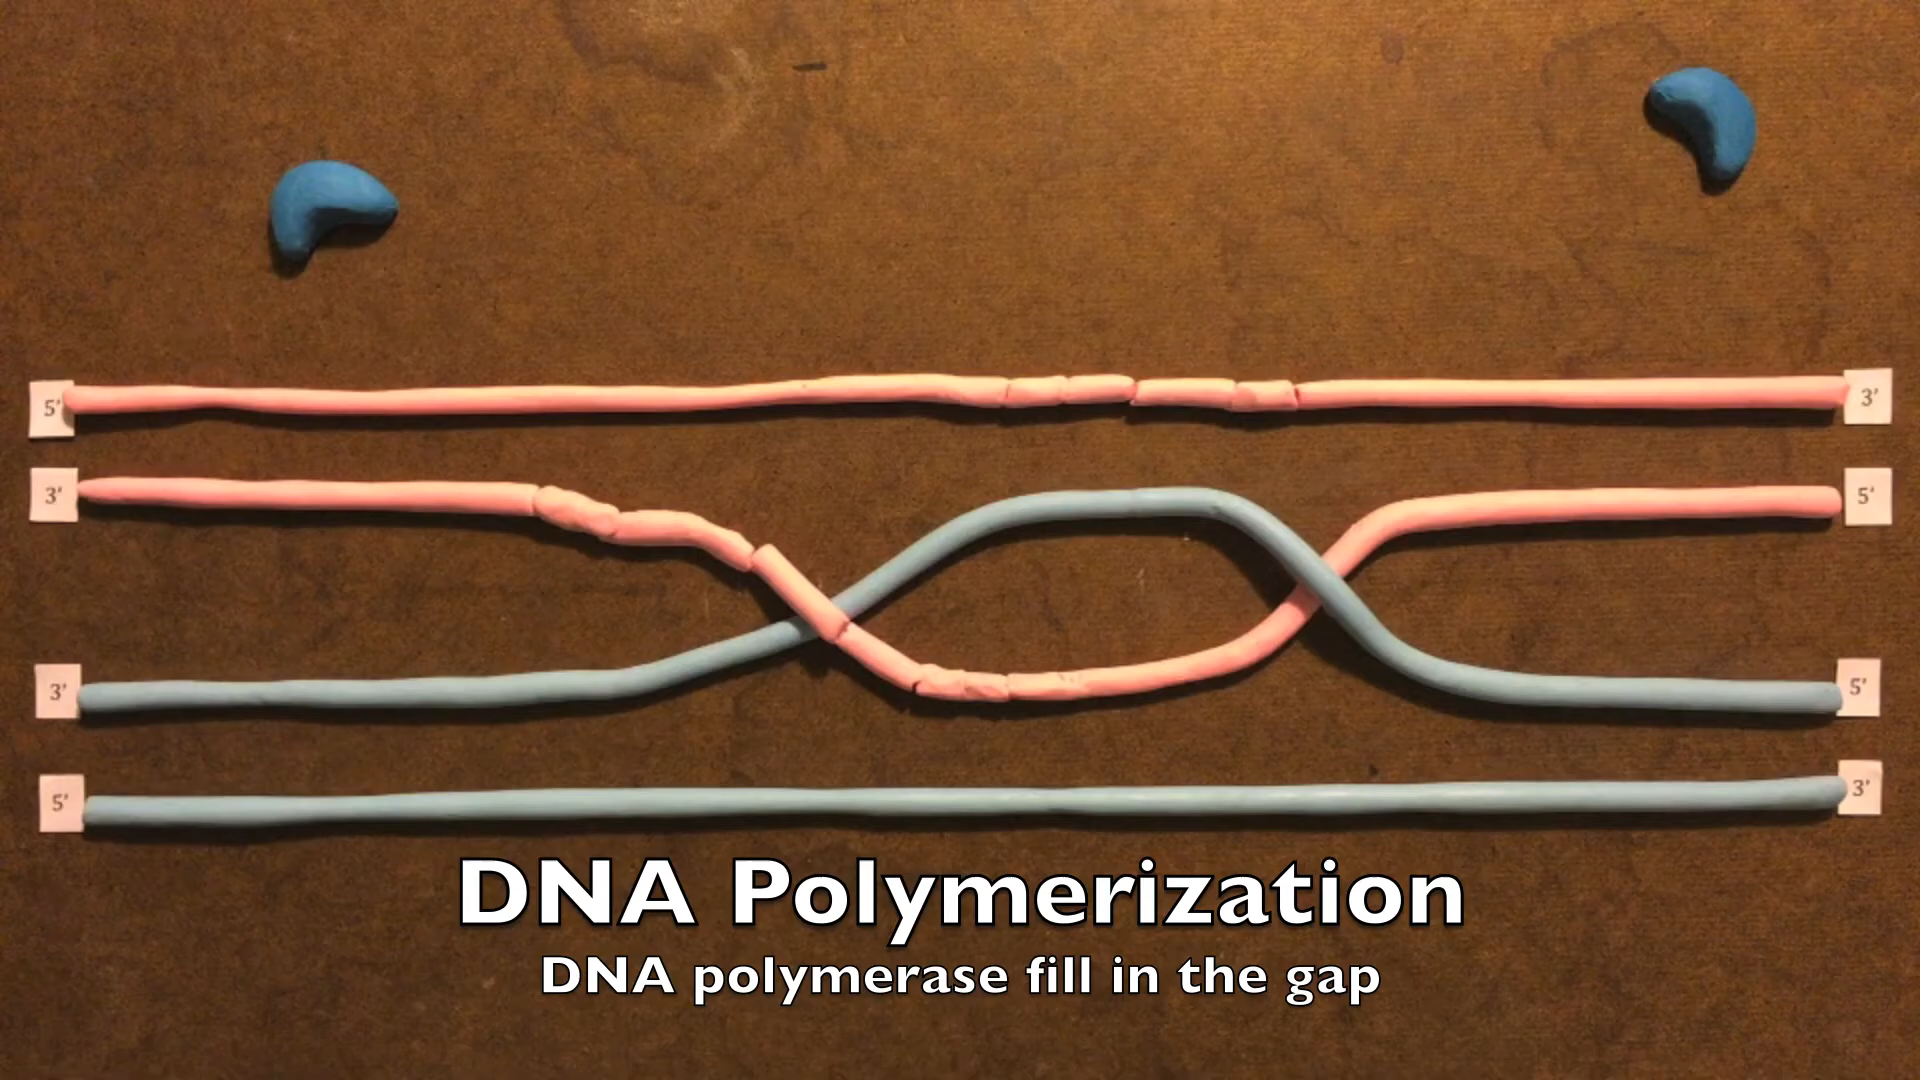 5' 3'
3' 5'
3' 5'
5' 3'
DNA Polymerization
DNA polymerase fill in the gap